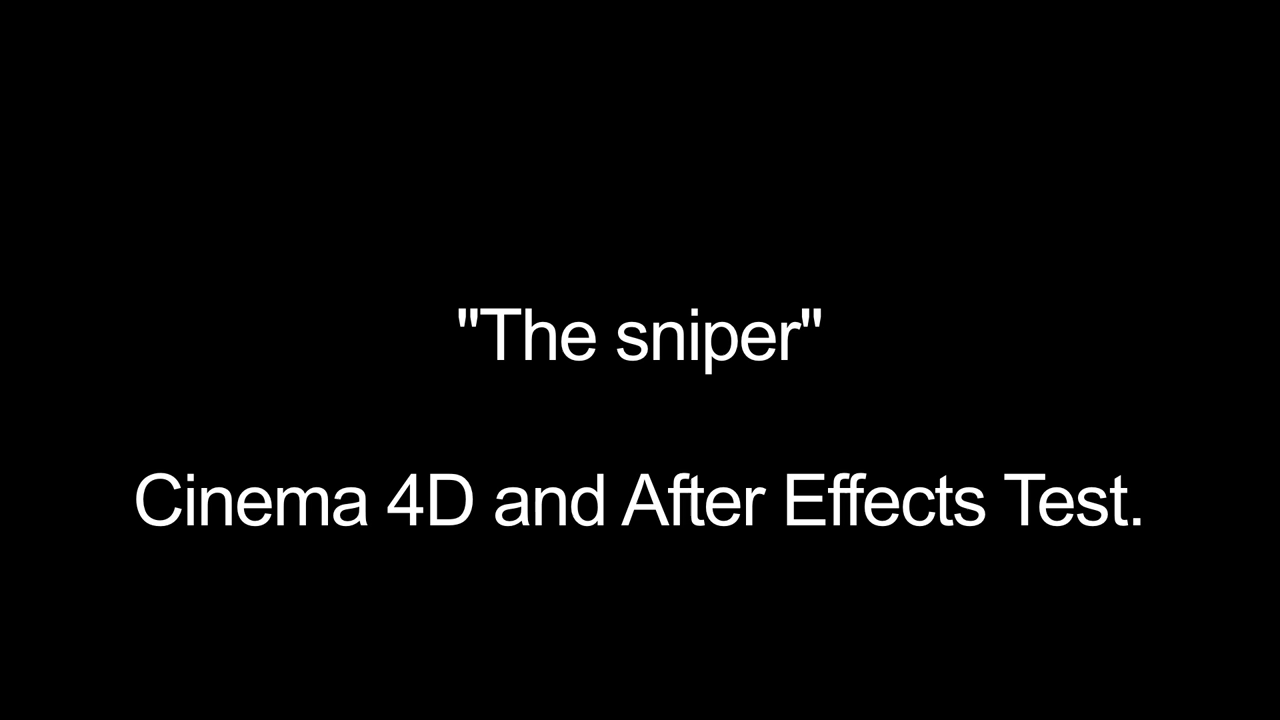 "The sniper"
Cinema 4D and After Effects Test.